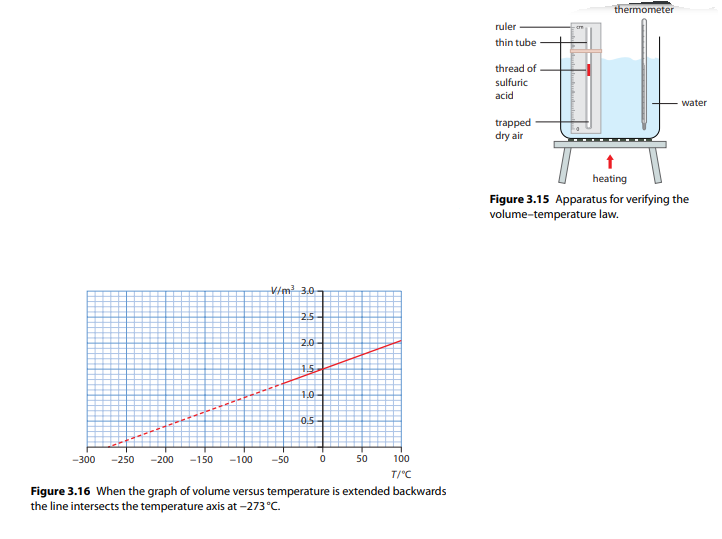 thermometer
ruler
cm
thin tube
thread of
sulfuric
acid
water
trapped
dry air
0
heating
Figure 3.15 Apparatus for verifying the
volume–temperature law.
V/m³ 3.0
2.5
2.0
1.5
1.0
0.5
−300 −250 −200 −150 −100 −50 0 50 100
T/°C
Figure 3.16 When the graph of volume versus temperature is extended backwards
the line intersects the temperature axis at −273 °C.